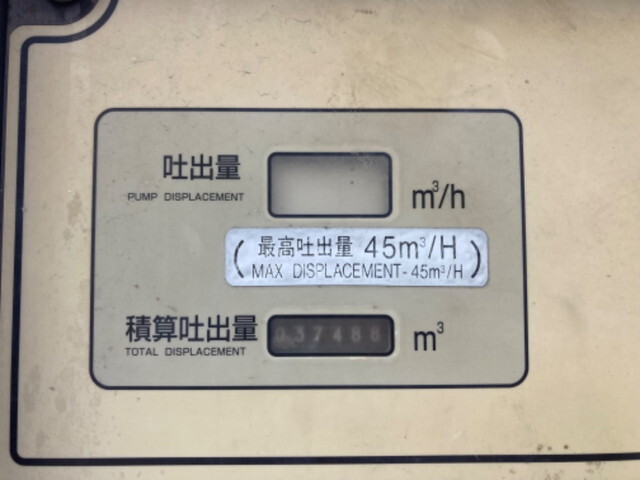 吐出量
PUMP DISPLACEMENT
m³/h
(最高吐出量 45m³/H
MAX DISPLACEMENT-45m³/H)
積算吐出量
TOTAL DISPLACEMENT
037488
m³